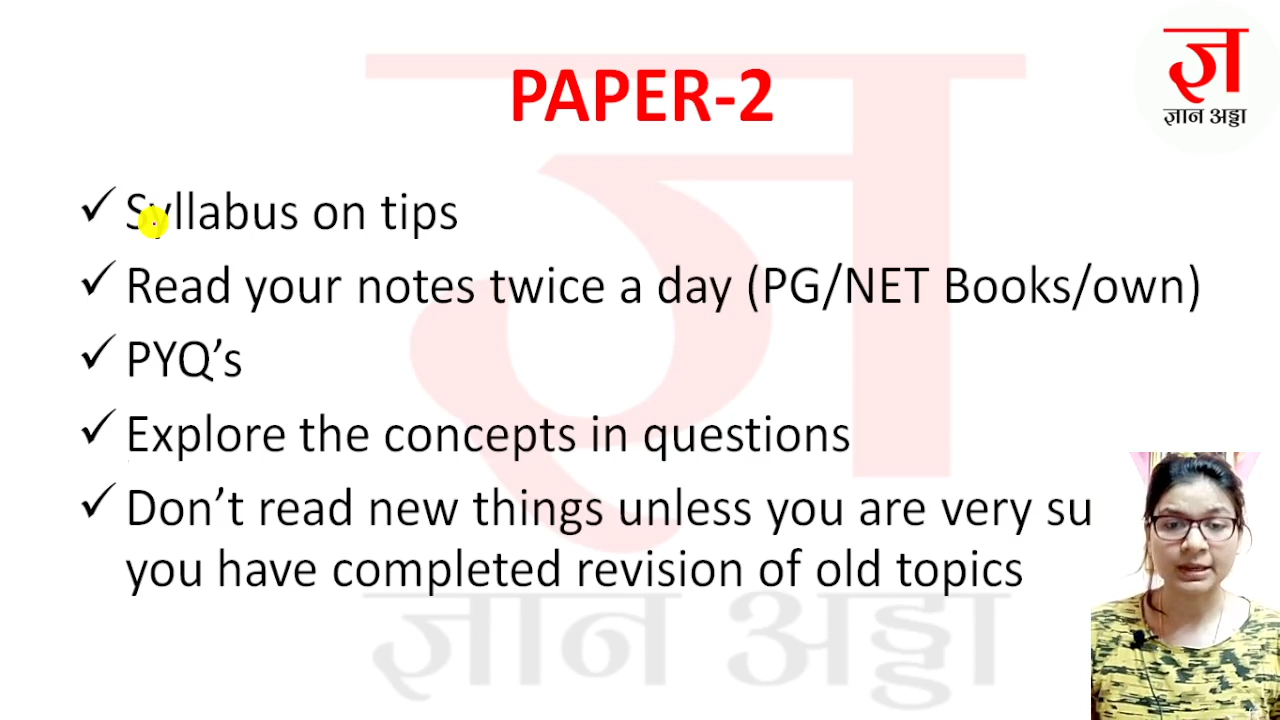 PAPER-2
ज्ञ
ज्ञान अड्डा
✓ Syllabus on tips
✓ Read your notes twice a day (PG/NET Books/own)
✓ PYQ’s
✓ Explore the concepts in questions
✓ Don’t read new things unless you are very su
you have completed revision of old topics
ज्ञ
ज्ञान अड्डा